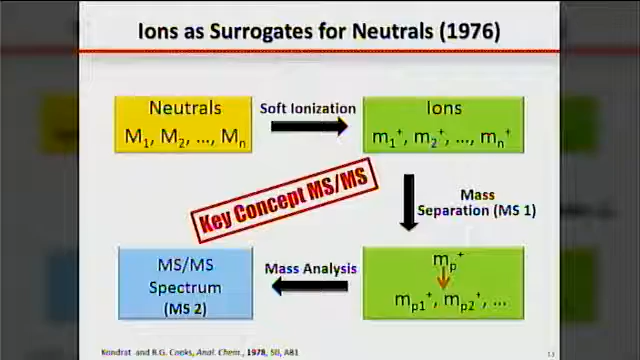 Ions as Surrogates for Neutrals (1976)
Neutrals
M₁, M₂, ..., Mₙ
Soft Ionization
Ions
m₁⁺, m₂⁺, ..., mₙ⁺
Key Concept MS/MS
Mass
Separation (MS 1)
MS/MS
Spectrum
(MS 2)
Mass Analysis
mₚ⁺
mₚ₁⁺, mₚ₂⁺, ...
Kondrat and R.G. Cooks, Anal. Chem., 1978, 50, A81
13